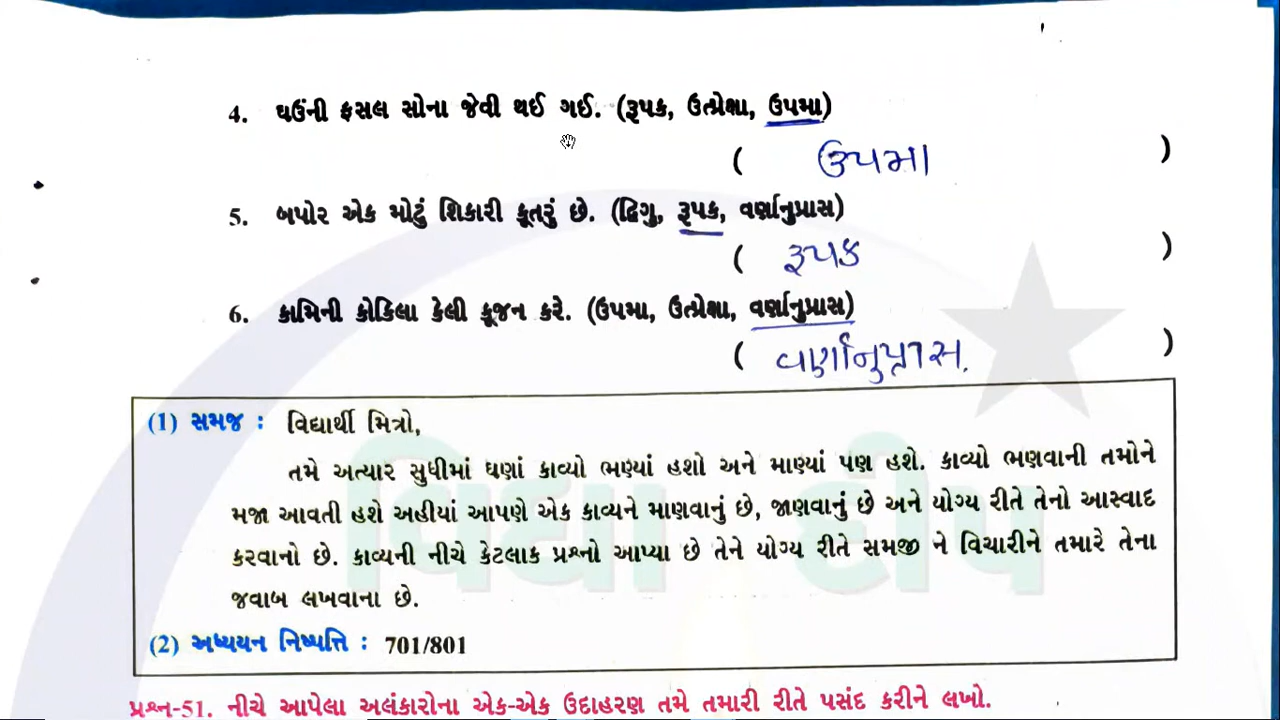 4. ઘઉંની ફસલ સોના જેવી થઈ ગઈ. (રૂપક, ઉત્પ્રેક્ષા, ઉપમા)
( ઉપમા )
5. બપોર એક મોટું શિકારી કૂતરું છે. (દ્વિગુ, રૂપક, વર્ણાનુપ્રાસ)
( રૂપક )
6. કામિની કોકિલા કેલી કૂજન કરે. (ઉપમા, ઉત્પ્રેક્ષા, વર્ણાનુપ્રાસ)
( વર્ણાનુપ્રાસ. )
(1) સમજ : વિદ્યાર્થી મિત્રો,
તમે અત્યાર સુધીમાં ઘણાં કાવ્યો ભણ્યાં હશો અને માણ્યાં પણ હશે. કાવ્યો ભણવાની તમોને
મજા આવતી હશે અહીયાં આપણે એક કાવ્યને માણવાનું છે, જાણવાનું છે અને યોગ્ય રીતે તેનો આસ્વાદ
કરવાનો છે. કાવ્યની નીચે કેટલાક પ્રશ્નો આપ્યા છે તેને યોગ્ય રીતે સમજી ને વિચારીને તમારે તેના
જવાબ લખવાના છે.
(2) અધ્યયન નિષ્પત્તિ : 701/801
પ્રશ્ન-51. નીચે આપેલા અલંકારોના એક-એક ઉદાહરણ તમે તમારી રીતે પસંદ કરીને લખો.
વિદ્યા દીપ